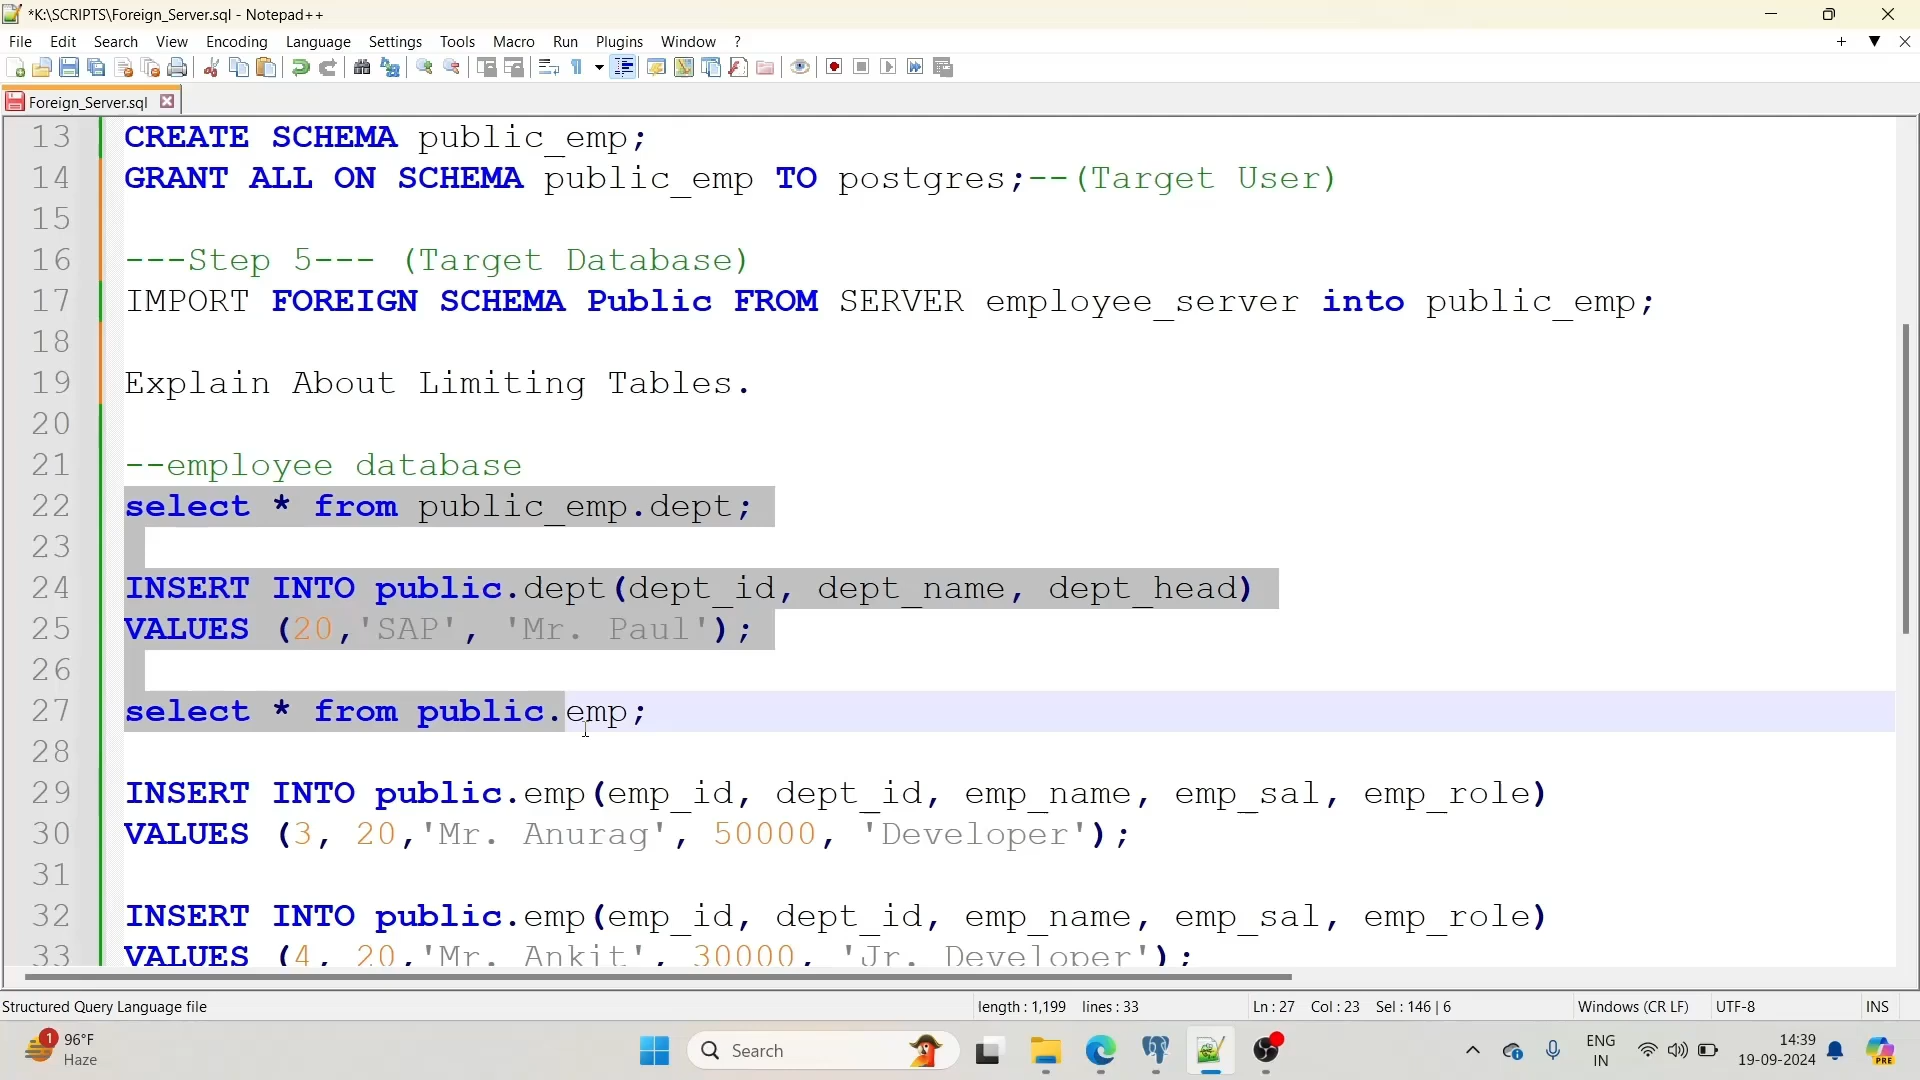 *K:\SCRIPTS\Foreign_Server.sql - Notepad++
File Edit Search View Encoding Language Settings Tools Macro Run Plugins Window ?
Foreign_Server.sql
13 CREATE SCHEMA public_emp;
14 GRANT ALL ON SCHEMA public_emp TO postgres;--(Target User)
15
16 ---Step 5--- (Target Database)
17 IMPORT FOREIGN SCHEMA Public FROM SERVER employee_server into public_emp;
18
19 Explain About Limiting Tables.
20
21 --employee database
22 select * from public_emp.dept;
23
24 INSERT INTO public.dept(dept_id, dept_name, dept_head)
25 VALUES (20,'SAP', 'Mr. Paul');
26
27 select * from public.emp;
28
29 INSERT INTO public.emp(emp_id, dept_id, emp_name, emp_sal, emp_role)
30 VALUES (3, 20,'Mr. Anurag', 50000, 'Developer');
31
32 INSERT INTO public.emp(emp_id, dept_id, emp_name, emp_sal, emp_role)
33 VALUES (4, 20,'Mr. Ankit', 30000, 'Jr. Developer');
Structured Query Language file length : 1,199 lines : 33 Ln : 27 Col : 23 Sel : 146 | 6 Windows (CR LF) UTF-8 INS
1 96°F
Haze
Search
ENG
IN
14:39
19-09-2024
PRE